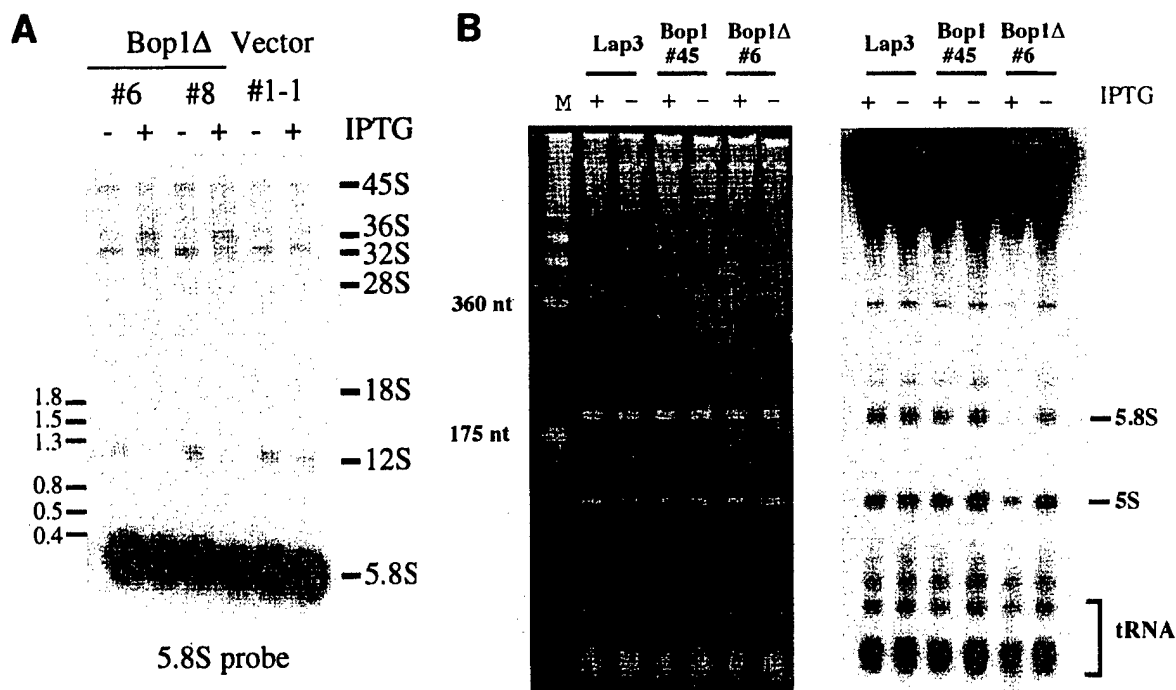 A
Bop1Δ Vector
#6 #8 #1-1
- + - + - + IPTG
45S
36S
32S
28S
18S
12S
5.8S
1.8
1.5
1.3
0.8
0.5
0.4
5.8S probe
B
Lap3 Bop1 #45 Bop1Δ #6
M + − + − + −
360 nt
175 nt
Lap3 Bop1 #45 Bop1Δ #6
+ − + − + − IPTG
5.8S
5S
tRNA